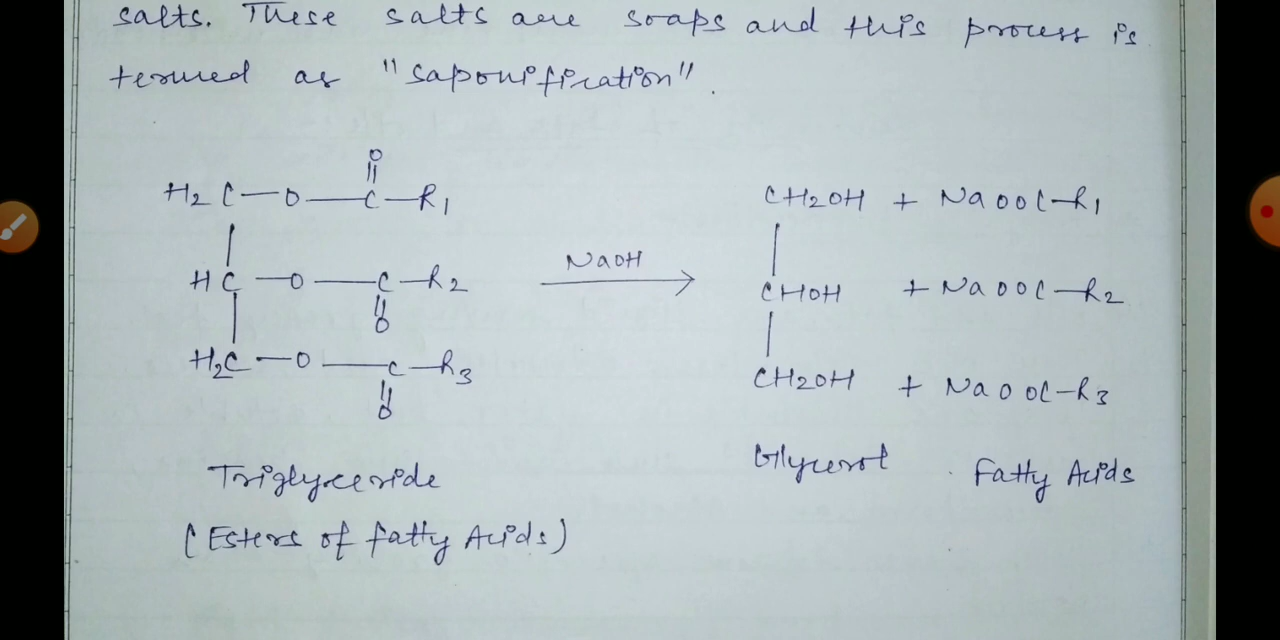 salts. These salts are soaps and this process is
termed as "saponification".
O
H2C-O-C-R1
HC-O-C-R2
O
H2C-O-C-R3
O
NaOH
CH2OH + NaOOC-R1
CHOH + NaOOC-R2
CH2OH + NaOOC-R3
Triglyceride
(Esters of fatty Acids)
Glycerol
Fatty Acids